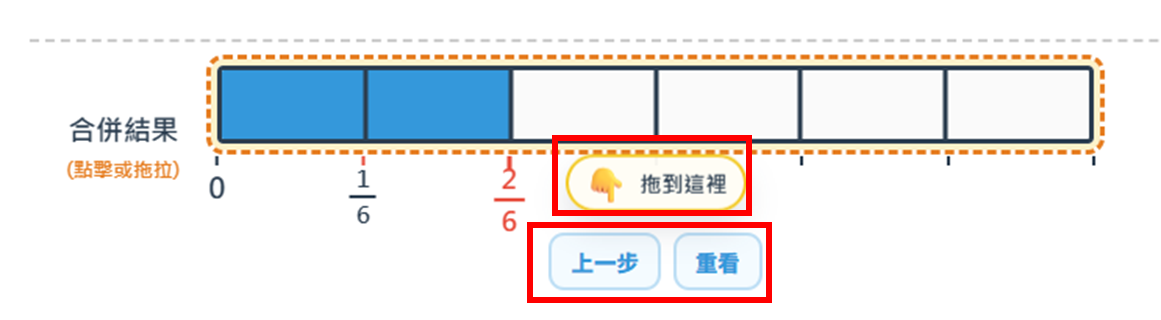 合併結果
(點擊或拖拉)
0
1/6
2/6
拖到這裡
上一步
重看